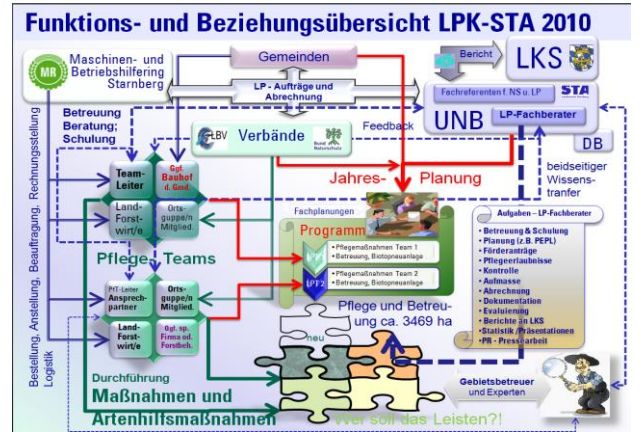 Funktions- und Beziehungsübersicht LPK-STA 2010
MR
Maschinen- und
Betriebshilfering
Starnberg
Gemeinden
Bericht
LKS
LP - Aufträge und
Abrechnung
Fachreferenten f. NS u. LP
STA
UNB
LP-Fachberater
DB
Betreuung
Beratung;
Schulung
LBV
Verbände
Bund
Naturschutz
Feedback
beidseitiger
Wissens-
tranfer
Team-
Leiter
Ggf.
Bauhof
d. Gmd.
Jahres-
Planung
Land-
Forst-
wirt/e
Orts-
guppe/n
Mitglied.
Fachplanungen
Programm
Pflege-
Teams
• Pflegemaßnahmen Team 1
• Betreuung, Biotopneuanlage
• Pflegemaßnahmen Team 2
• Betreuung, Biotopneuanlage
LPT 2
Aufgaben – LP-Fachberater
• Betreuung & Schulung
• Planung (z.B. PEPL)
• Förderanträge
• Pflegeerlaubnisse
• Kontrolle
• Aufmasse
• Abrechnung
• Dokumentation
• Evaluierung
• Berichte an LKS
• Statistik /Präsentationen
• PR - Pressearbeit
PfT-Leiter
Ansprech-
partner
Orts-
guppe/n
Mitglied.
Land-
Forst-
wirt/e
Ggf. sp.
Firma od.
Forstbeh.
Pflege und Betreu-
ung ca. 3469 ha
neu
Bestellung, Anstellung, Beauftragung, Rechnungsstellung
Logistik
Durchführung
Maßnahmen und
Artenhilfsmaßnahmen
Wer soll das Leisten?!
Gebietsbetreuer
und Experten